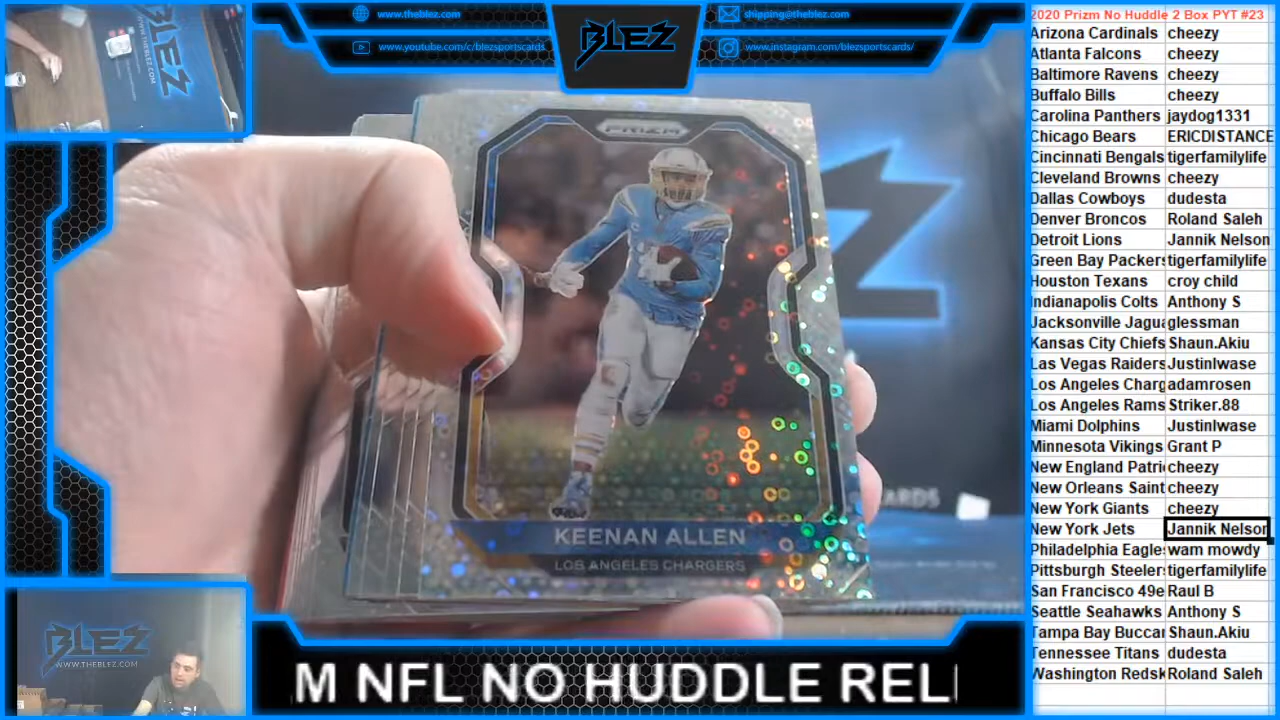 www.theblez.com
www.youtube.com/c/blezsportscards
BLEZ
shipping@theblez.com
www.instagram.com/blezsportscards/
BLEZ
WWW.THEBLEZ.COM
PRIZM
KEENAN ALLEN
LOS ANGELES CHARGERS
BLEZ
WWW.THEBLEZ.COM
M NFL NO HUDDLE REL
2020 Prizm No Huddle 2 Box PYT #23
Arizona Cardinals cheezy
Atlanta Falcons cheezy
Baltimore Ravens cheezy
Buffalo Bills cheezy
Carolina Panthers jaydog1331
Chicago Bears ERICDISTANCE
Cincinnati Bengals tigerfamilylife
Cleveland Browns cheezy
Dallas Cowboys dudesta
Denver Broncos Roland Saleh
Detroit Lions Jannik Nelson
Green Bay Packers tigerfamilylife
Houston Texans croy child
Indianapolis Colts Anthony S
Jacksonville Jagua glessman
Kansas City Chiefs Shaun.Akiu
Las Vegas Raiders Justinlwase
Los Angeles Charg adamrosen
Los Angeles Rams Striker.88
Miami Dolphins Justinlwase
Minnesota Vikings Grant P
New England Patri cheezy
New Orleans Saint cheezy
New York Giants cheezy
New York Jets Jannik Nelson
Philadelphia Eagle wam mowdy
Pittsburgh Steeler tigerfamilylife
San Francisco 49e Raul B
Seattle Seahawks Anthony S
Tampa Bay Buccar Shaun.Akiu
Tennessee Titans dudesta
Washington Redsk Roland Saleh